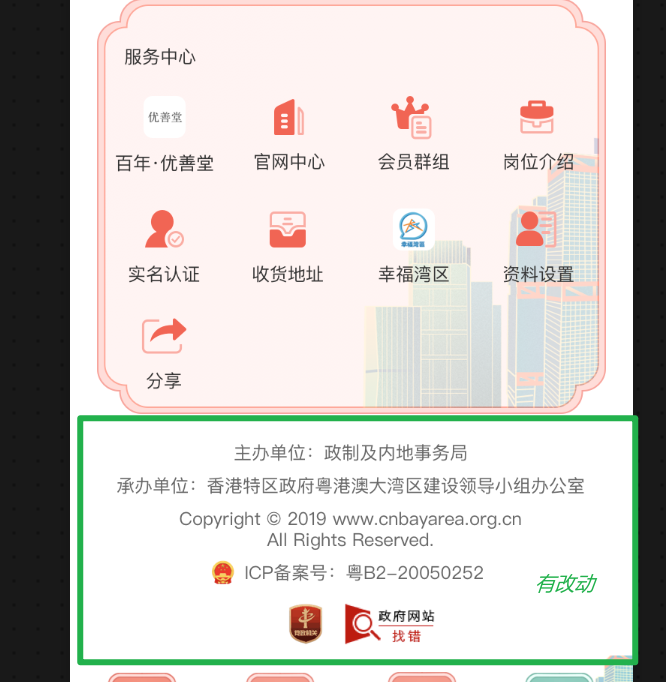 服务中心
优善堂
百年·优善堂
官网中心
会员群组
岗位介绍
幸福湾区
实名认证
收货地址
幸福湾区
资料设置
分享
主办单位：政制及内地事务局
承办单位：香港特区政府粤港澳大湾区建设领导小组办公室
Copyright © 2019 www.cnbayarea.org.cn
All Rights Reserved.
ICP备案号：粤B2-20050252
有改动
党政机关
政府网站
找错